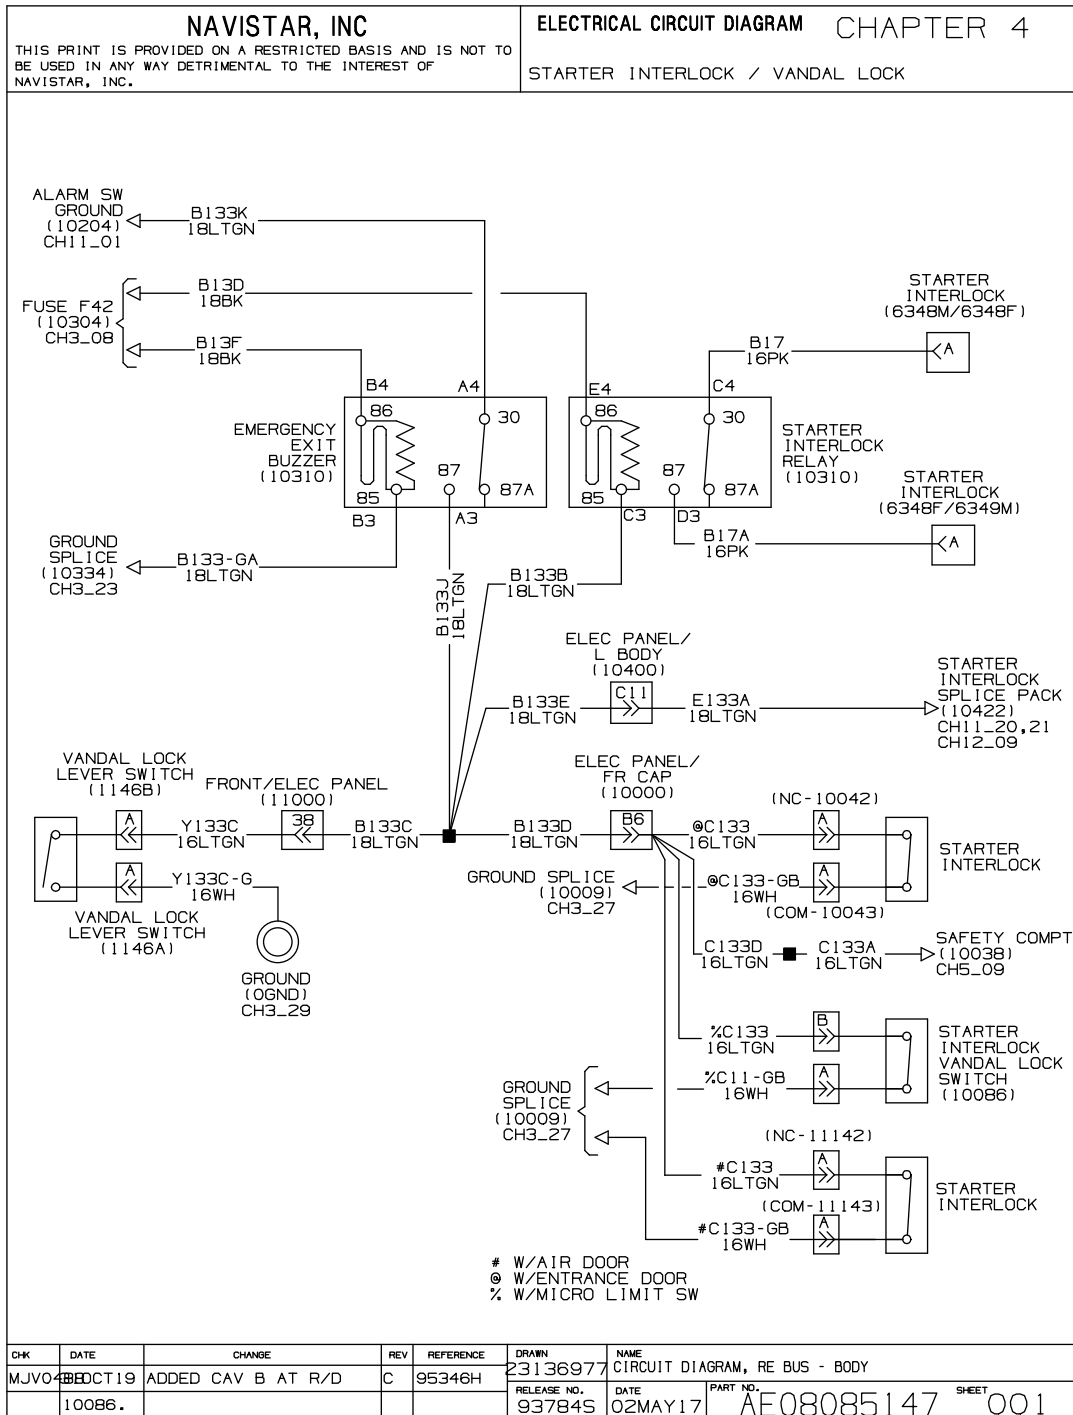 NAVISTAR, INC
THIS PRINT IS PROVIDED ON A RESTRICTED BASIS AND IS NOT TO
BE USED IN ANY WAY DETRIMENTAL TO THE INTEREST OF
NAVISTAR, INC.
ELECTRICAL CIRCUIT DIAGRAM CHAPTER 4
STARTER INTERLOCK / VANDAL LOCK
ALARM SW
GROUND
(10204)
CH11_01
B133K
18LTGN
FUSE F42
(10304)
CH3_08
B13D
18BK
B13F
18BK
STARTER
INTERLOCK
(6348M/6348F)
B17
16PK
A
B4
A4
86
30
EMERGENCY
EXIT
BUZZER
(10310)
87
85
87A
B3
A3
E4
C4
86
30
STARTER
INTERLOCK
RELAY
(10310)
87
85
87A
C3
D3
STARTER
INTERLOCK
(6348F/6349M)
B17A
16PK
A
GROUND
SPLICE
(10334)
CH3_23
B133-GA
18LTGN
B133J
18LTGN
B133B
18LTGN
ELEC PANEL/
L BODY
(10400)
B133E
18LTGN
C11
E133A
18LTGN
STARTER
INTERLOCK
SPLICE PACK
(10422)
CH11_20,21
CH12_09
VANDAL LOCK
LEVER SWITCH
(1146B)
A
Y133C
16LTGN
FRONT/ELEC PANEL
(11000)
38
B133C
18LTGN
B133D
18LTGN
ELEC PANEL/
FR CAP
(10000)
B6
@C133
16LTGN
(NC-10042)
A
STARTER
INTERLOCK
A
Y133C-G
16WH
VANDAL LOCK
LEVER SWITCH
(1146A)
GROUND
(0GND)
CH3_29
GROUND SPLICE
(10009)
CH3_27
@C133-GB
16WH
A
(COM-10043)
C133D
16LTGN
C133A
16LTGN
SAFETY COMPT
(10038)
CH5_09
%C133
16LTGN
B
STARTER
INTERLOCK
VANDAL LOCK
SWITCH
(10086)
GROUND
SPLICE
(10009)
CH3_27
%C11-GB
16WH
A
(NC-11142)
#C133
16LTGN
A
STARTER
INTERLOCK
(COM-11143)
#C133-GB
16WH
A
# W/AIR DOOR
@ W/ENTRANCE DOOR
% W/MICRO LIMIT SW
CHK DATE CHANGE REV REFERENCE
OCT19 ADDED CAV B AT R/D C 95346H
10086.
DRAWN
23136977
NAME
CIRCUIT DIAGRAM, RE BUS - BODY
RELEASE NO.
93784S
DATE
02MAY17
PART NO.
AE08085147
SHEET
001